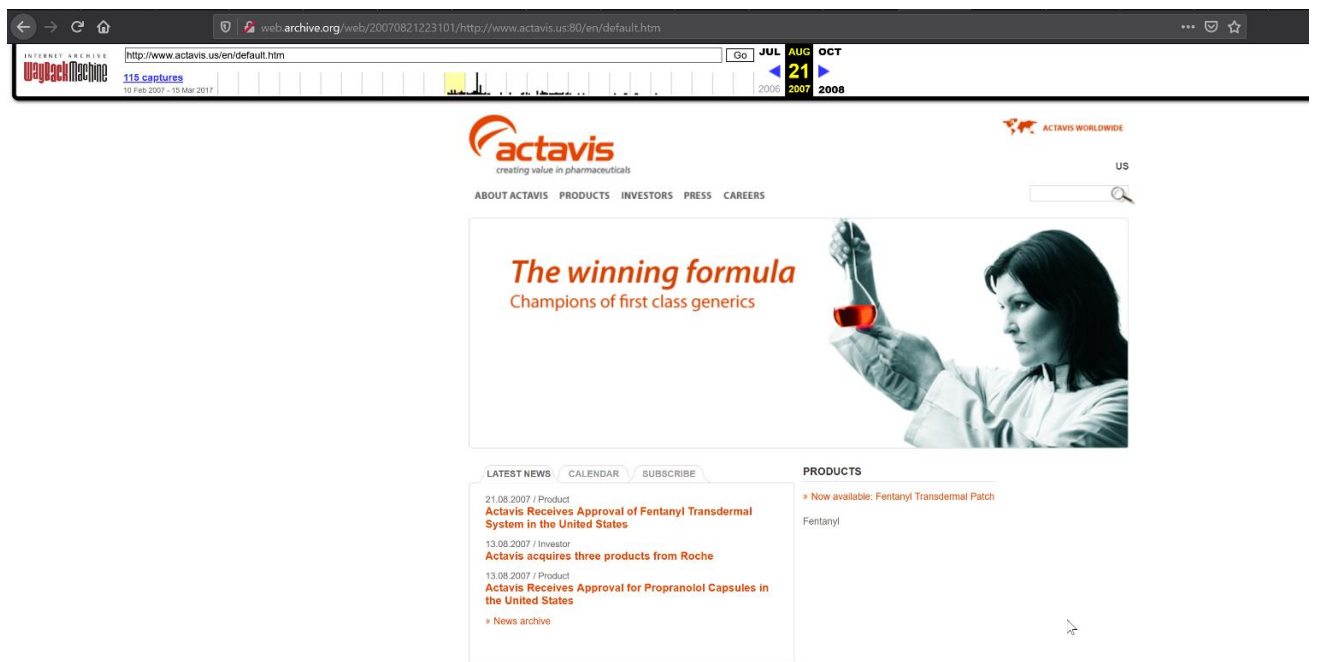 web.archive.org/web/20070821223101/http://www.actavis.us:80/en/default.htm
INTERNET ARCHIVE
WayBackMachine
http://www.actavis.us/en/default.htm
Go
JUL AUG OCT
115 captures
21
10 Feb 2007 - 15 Mar 2017
2006 2007 2008
actavis
creating value in pharmaceuticals
ACTAVIS WORLDWIDE
US
ABOUT ACTAVIS PRODUCTS INVESTORS PRESS CAREERS
The winning formula
Champions of first class generics
LATEST NEWS CALENDAR SUBSCRIBE
21.08.2007 / Product
Actavis Receives Approval of Fentanyl Transdermal
System in the United States
13.08.2007 / Investor
Actavis acquires three products from Roche
13.08.2007 / Product
Actavis Receives Approval for Propranolol Capsules in
the United States
» News archive
PRODUCTS
» Now available: Fentanyl Transdermal Patch
Fentanyl